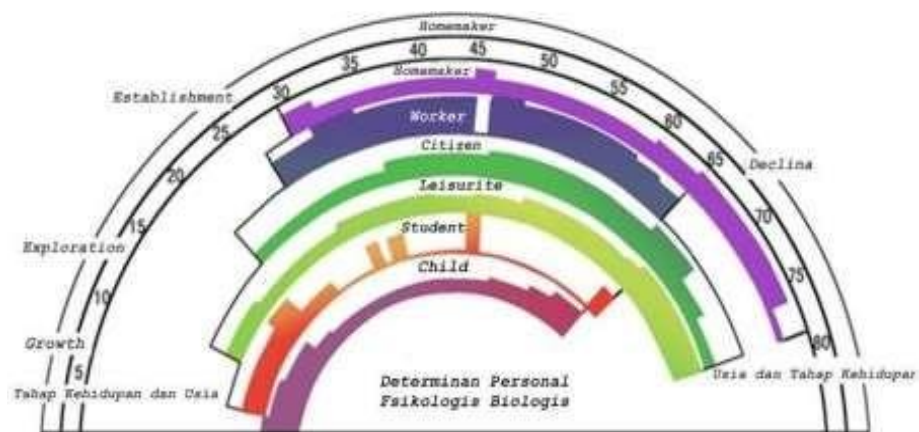 Homemaker
Establishment
Exploration
Growth
Tahap Kehidupan dan Usia
5
10
15
20
25
30
35
40
45
50
55
60
65
70
75
80
Declina
Usia dan Tahap Kehidupan
Homemaker
Worker
Citizen
Leisurite
Student
Child
Determinan Personal
Fsikologis Biologis